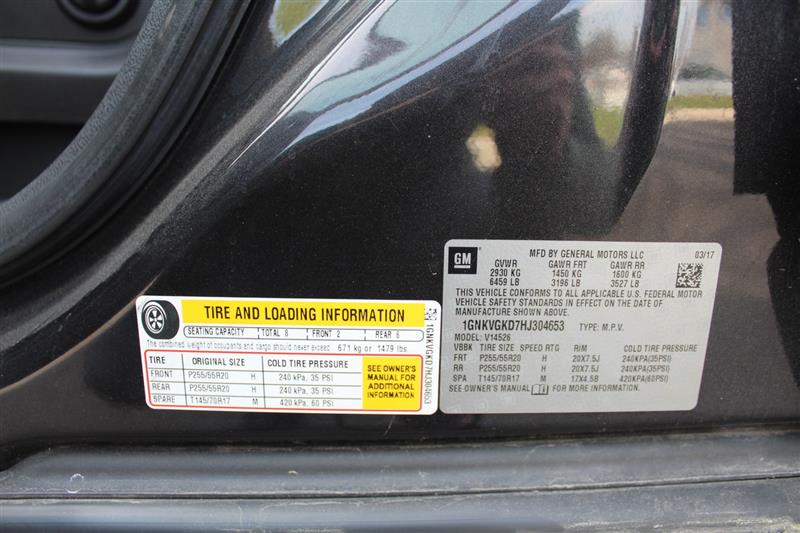 TIRE AND LOADING INFORMATION
SEATING CAPACITY TOTAL 8 FRONT 2 REAR 6
The combined weight of occupants and cargo should never exceed 671 kg or 1479 lbs
TIRE ORIGINAL SIZE COLD TIRE PRESSURE
FRONT P255/55R20 H 240 kPa, 35 PSI
REAR P255/55R20 H 240 kPa, 35 PSI
SPARE T145/70R17 M 420 kPa, 60 PSI
SEE OWNER'S
MANUAL FOR
ADDITIONAL
INFORMATION
1GNKVGKD7HJ304653
GM
MFD BY GENERAL MOTORS LLC 03/17
GVWR GAWR FRT GAWR RR
2930 KG 1450 KG 1600 KG
6459 LB 3196 LB 3527 LB
THIS VEHICLE CONFORMS TO ALL APPLICABLE U.S. FEDERAL MOTOR
VEHICLE SAFETY STANDARDS IN EFFECT ON THE DATE OF
MANUFACTURE SHOWN ABOVE.
1GNKVGKD7HJ304653 TYPE: M.P.V.
MODEL: V14526
VBBK TIRE SIZE SPEED RTG RIM COLD TIRE PRESSURE
FRT P255/55R20 H 20X7.5J 240KPA(35PSI)
RR P255/55R20 H 20X7.5J 240KPA(35PSI)
SPA T145/70R17 M 17X4.5B 420KPA(60PSI)
SEE OWNER'S MANUAL FOR MORE INFORMATION.